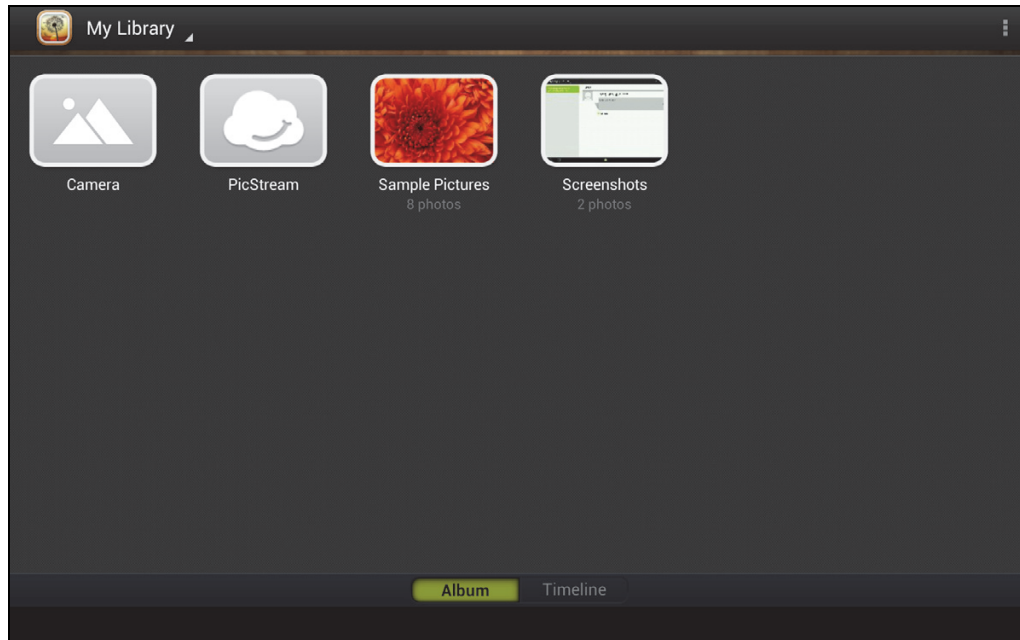 My Library
Camera
PicStream
Sample Pictures
8 photos
Screenshots
2 photos
Album
Timeline